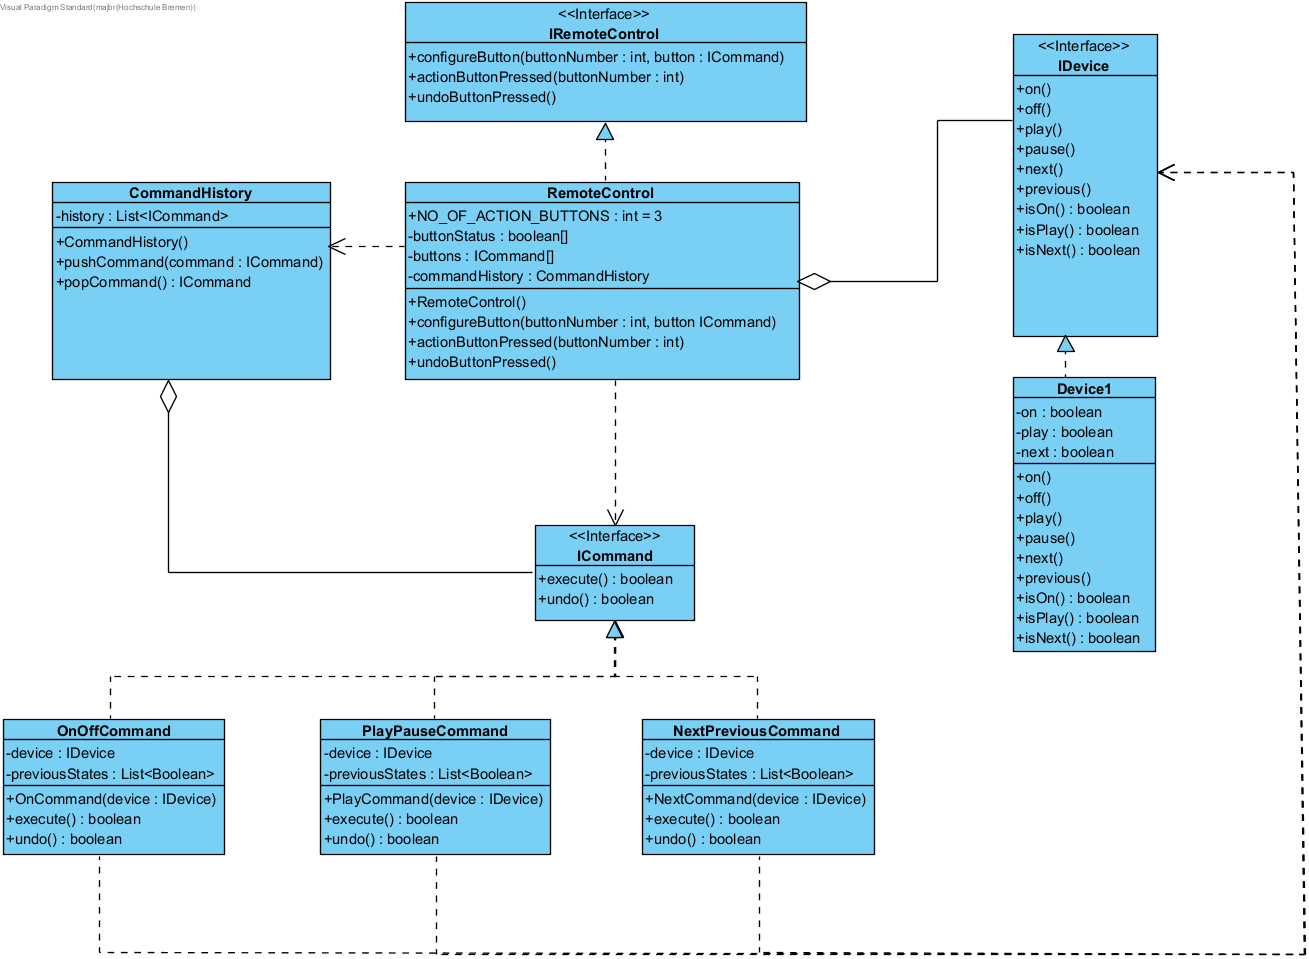 Visual Paradigm Standard(majbr(Hochschule Bremen))
<<Interface>>
IRemoteControl
+configureButton(buttonNumber : int, button : ICommand)
+actionButtonPressed(buttonNumber : int)
+undoButtonPressed()
<<Interface>>
IDevice
+on()
+off()
+play()
+pause()
+next()
+previous()
+isOn() : boolean
+isPlay() : boolean
+isNext() : boolean
CommandHistory
-history : List<ICommand>
+CommandHistory()
+pushCommand(command : ICommand)
+popCommand() : ICommand
RemoteControl
+NO_OF_ACTION_BUTTONS : int = 3
-buttonStatus : boolean[]
-buttons : ICommand[]
-commandHistory : CommandHistory
+RemoteControl()
+configureButton(buttonNumber : int, button ICommand)
+actionButtonPressed(buttonNumber : int)
+undoButtonPressed()
Device1
-on : boolean
-play : boolean
-next : boolean
+on()
+off()
+play()
+pause()
+next()
+previous()
+isOn() : boolean
+isPlay() : boolean
+isNext() : boolean
<<Interface>>
ICommand
+execute() : boolean
+undo() : boolean
OnOffCommand
-device : IDevice
-previousStates : List<Boolean>
+OnCommand(device : IDevice)
+execute() : boolean
+undo() : boolean
PlayPauseCommand
-device : IDevice
-previousStates : List<Boolean>
+PlayCommand(device : IDevice)
+execute() : boolean
+undo() : boolean
NextPreviousCommand
-device : IDevice
-previousStates : List<Boolean>
+NextCommand(device : IDevice)
+execute() : boolean
+undo() : boolean